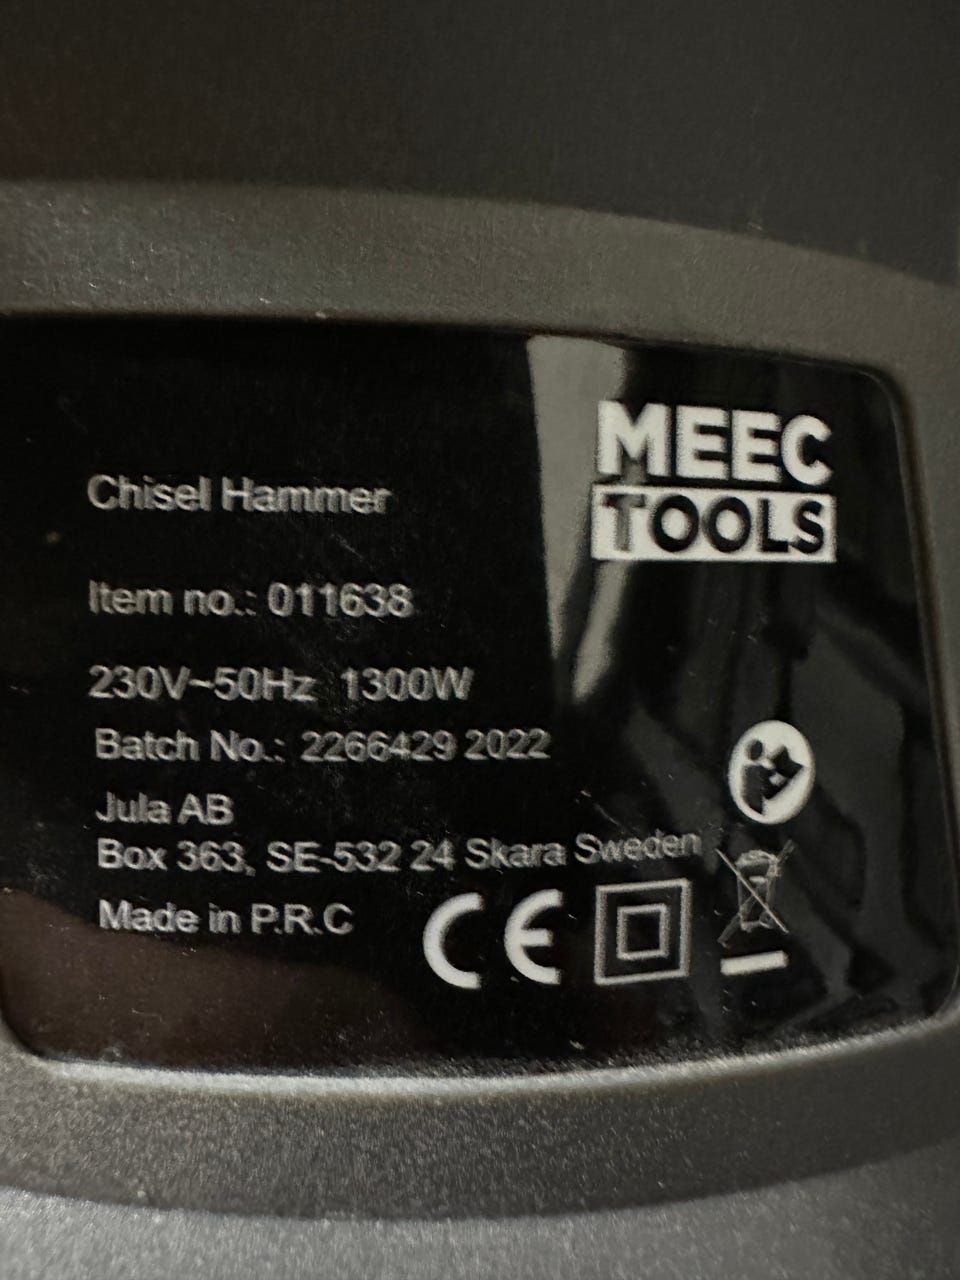 MEEC
TOOLS
Chisel Hammer
Item no.: 011638
230V~50Hz 1300W
Batch No.: 2266429 2022
Jula AB
Box 363, SE-532 24 Skara Sweden
Made in P.R.C
CE